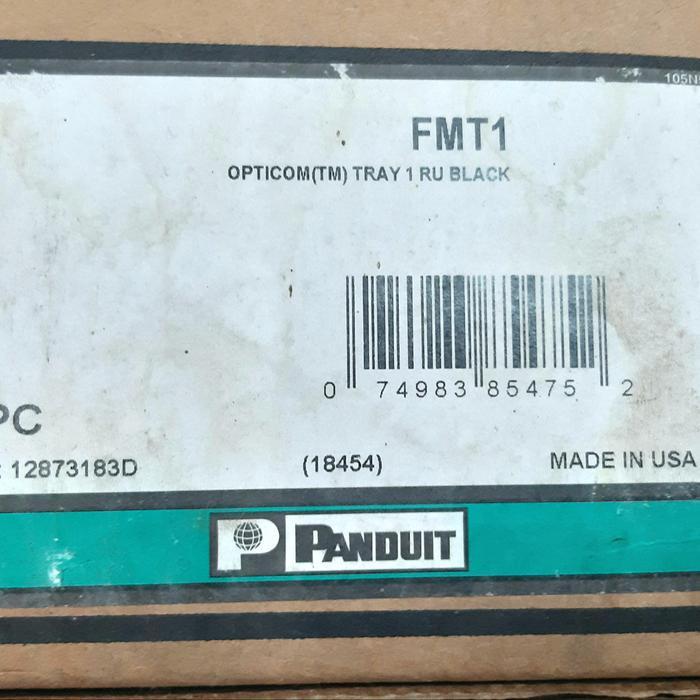 105N
FMT1
OPTICOM(TM) TRAY 1 RU BLACK
0 74983 85475 2
PC
: 12873183D (18454) MADE IN USA
P PANDUIT